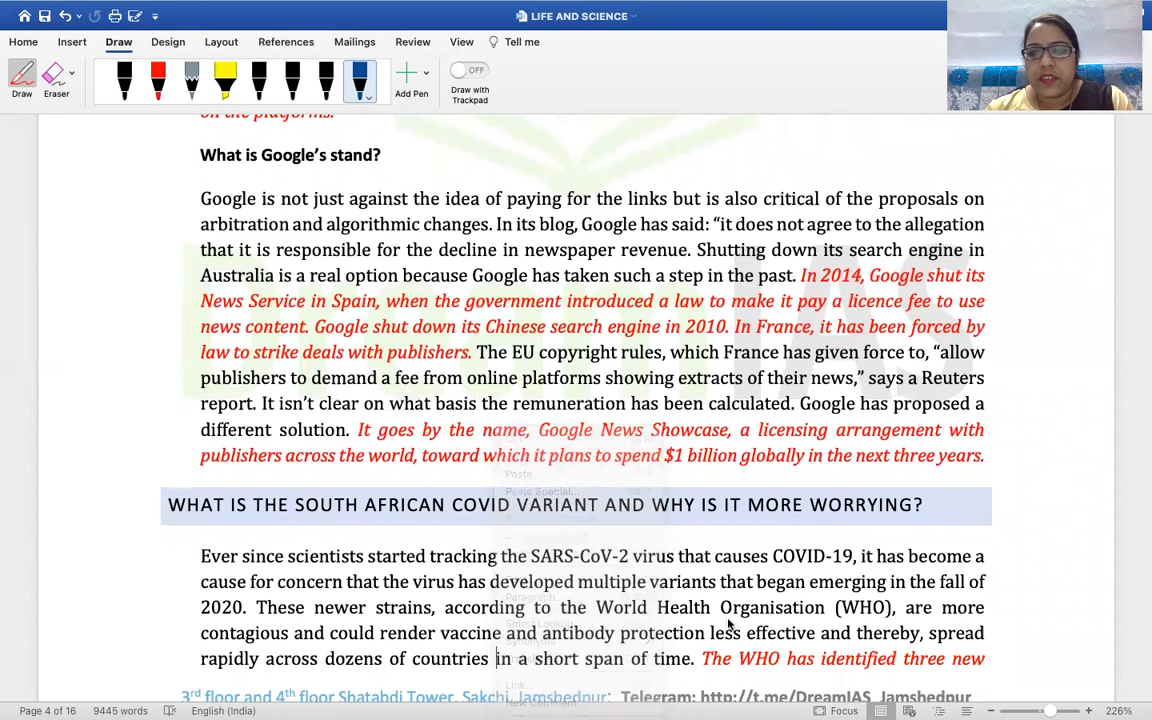 LIFE AND SCIENCE
Home Insert Draw Design Layout References Mailings Review View Tell me
OFF
Draw Eraser Add Pen Draw with Trackpad
on the platforms.
What is Google's stand?
Google is not just against the idea of paying for the links but is also critical of the proposals on
arbitration and algorithmic changes. In its blog, Google has said: "it does not agree to the allegation
that it is responsible for the decline in newspaper revenue. Shutting down its search engine in
Australia is a real option because Google has taken such a step in the past. In 2014, Google shut its
News Service in Spain, when the government introduced a law to make it pay a licence fee to use
news content. Google shut down its Chinese search engine in 2010. In France, it has been forced by
law to strike deals with publishers. The EU copyright rules, which France has given force to, "allow
publishers to demand a fee from online platforms showing extracts of their news," says a Reuters
report. It isn't clear on what basis the remuneration has been calculated. Google has proposed a
different solution. It goes by the name, Google News Showcase, a licensing arrangement with
publishers across the world, toward which it plans to spend $1 billion globally in the next three years.
Paste
Paste Special...
WHAT IS THE SOUTH AFRICAN COVID VARIANT AND WHY IS IT MORE WORRYING?
Ever since scientists started tracking the SARS-CoV-2 virus that causes COVID-19, it has become a
cause for concern that the virus has developed multiple variants that began emerging in the fall of
Paragraph...
2020. These newer strains, according to the World Health Organisation (WHO), are more
Smart Lookup...
contagious and could render vaccine and antibody protection less effective and thereby, spread
Synonyms
rapidly across dozens of countries in a short span of time. The WHO has identified three new
Link...
3rd floor and 4th floor Shatabdi Tower, Sakchi, Jamshedpur; Telegram: http://t.me/DreamIAS_Jamshedpur
New Comment
DreamIAS
Page 4 of 16 9445 words English (India) Focus 226%